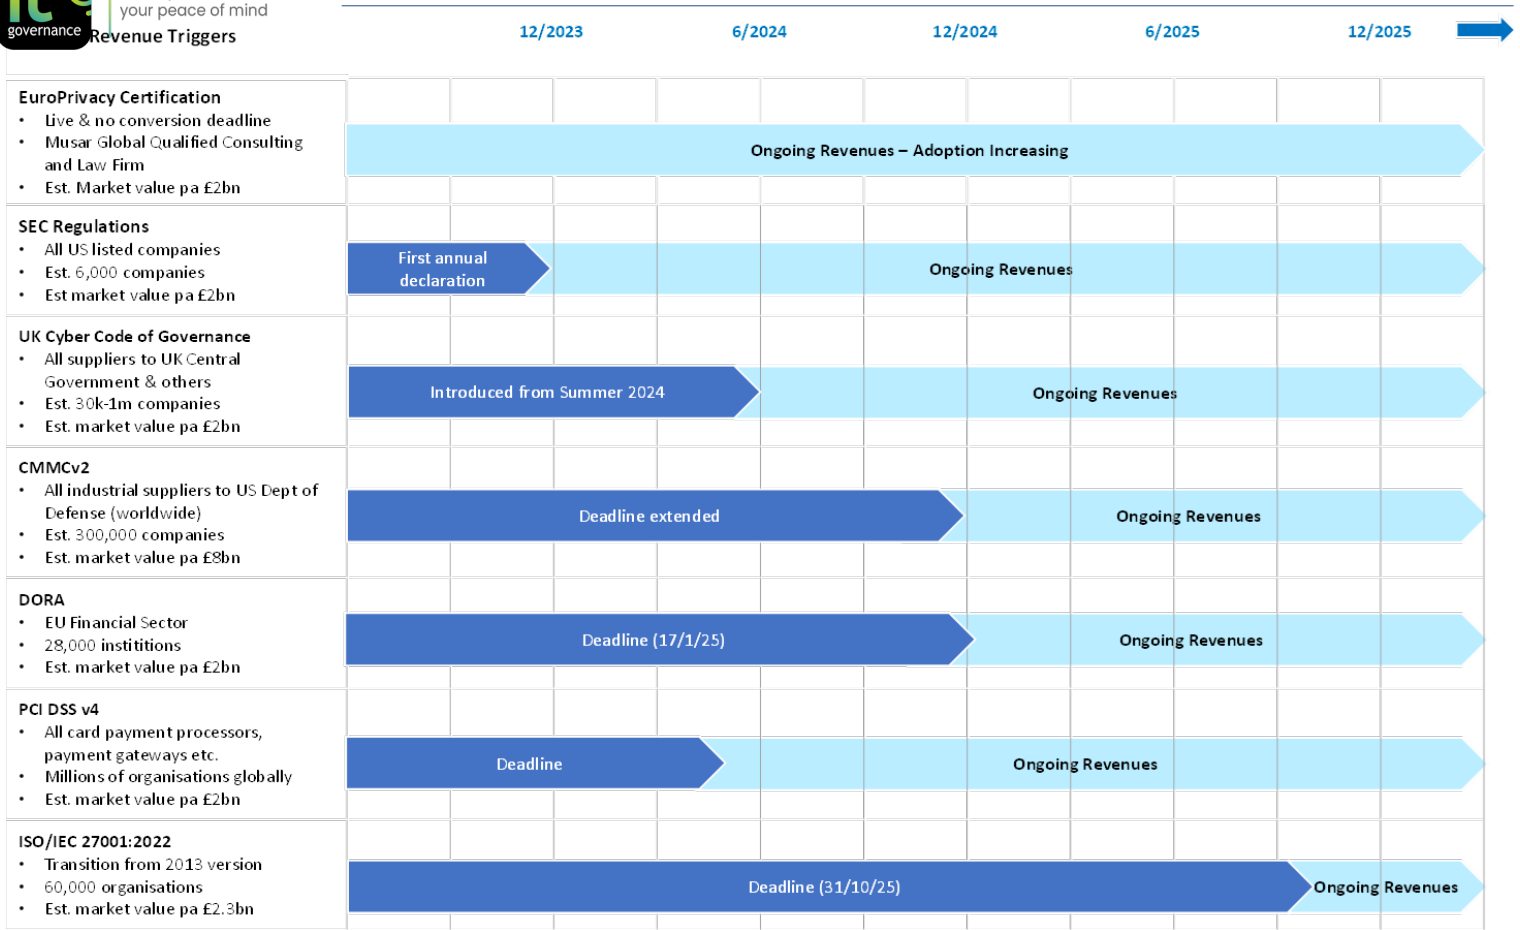 it
governance
your peace of mind
Revenue Triggers
12/2023
6/2024
12/2024
6/2025
12/2025
EuroPrivacy Certification
• Live & no conversion deadline
• Musar Global Qualified Consulting
and Law Firm
• Est. Market value pa £2bn
Ongoing Revenues – Adoption Increasing
SEC Regulations
• All US listed companies
• Est. 6,000 companies
• Est market value pa £2bn
First annual
declaration
Ongoing Revenues
UK Cyber Code of Governance
• All suppliers to UK Central
Government & others
• Est. 30k-1m companies
• Est. market value pa £2bn
Introduced from Summer 2024
Ongoing Revenues
CMMCv2
• All industrial suppliers to US Dept of
Defense (worldwide)
• Est. 300,000 companies
• Est. market value pa £8bn
Deadline extended
Ongoing Revenues
DORA
• EU Financial Sector
• 28,000 instititions
• Est. market value pa £2bn
Deadline (17/1/25)
Ongoing Revenues
PCI DSS v4
• All card payment processors,
payment gateways etc.
• Millions of organisations globally
• Est. market value pa £2bn
Deadline
Ongoing Revenues
ISO/IEC 27001:2022
• Transition from 2013 version
• 60,000 organisations
• Est. market value pa £2.3bn
Deadline (31/10/25)
Ongoing Revenues